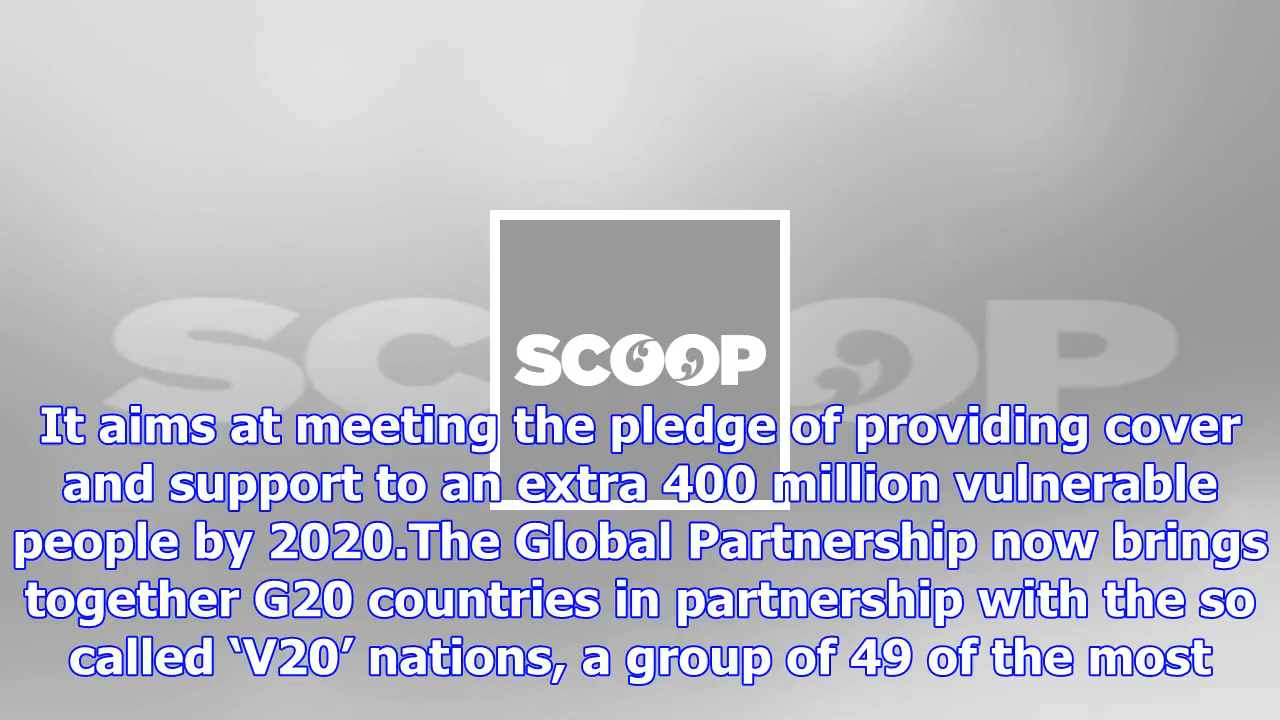 SCOOP
SCOOP
It aims at meeting the pledge of providing cover
and support to an extra 400 million vulnerable
people by 2020.The Global Partnership now brings
together G20 countries in partnership with the so
called ‘V20’ nations, a group of 49 of the most